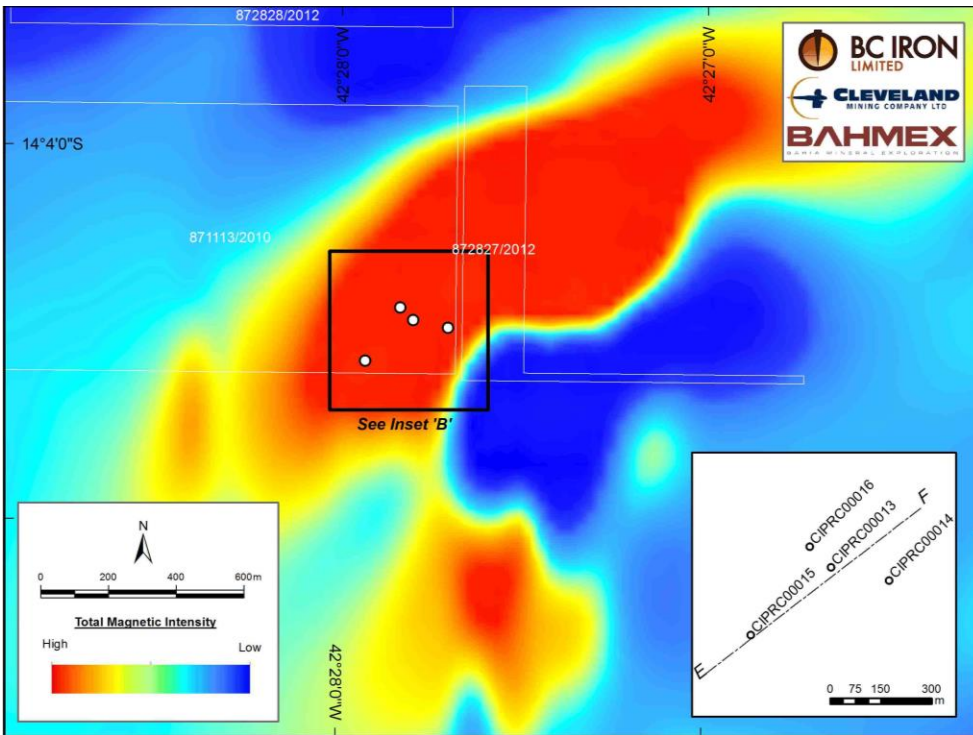 872828/2012
42°28'0"W
42°27'0"W
BC IRON
LIMITED
CLEVELAND
MINING COMPANY LTD
BAHMEX
BAHIA MINERAL EXPLORATION
14°4'0"S
871113/2010
872827/2012
See Inset 'B'
N
0 200 400 600 m
Total Magnetic Intensity
High Low
42°28'0"W
CIPRC00016
CIPRC00013
F
CIPRC00014
CIPRC00015
E
0 75 150 300
m